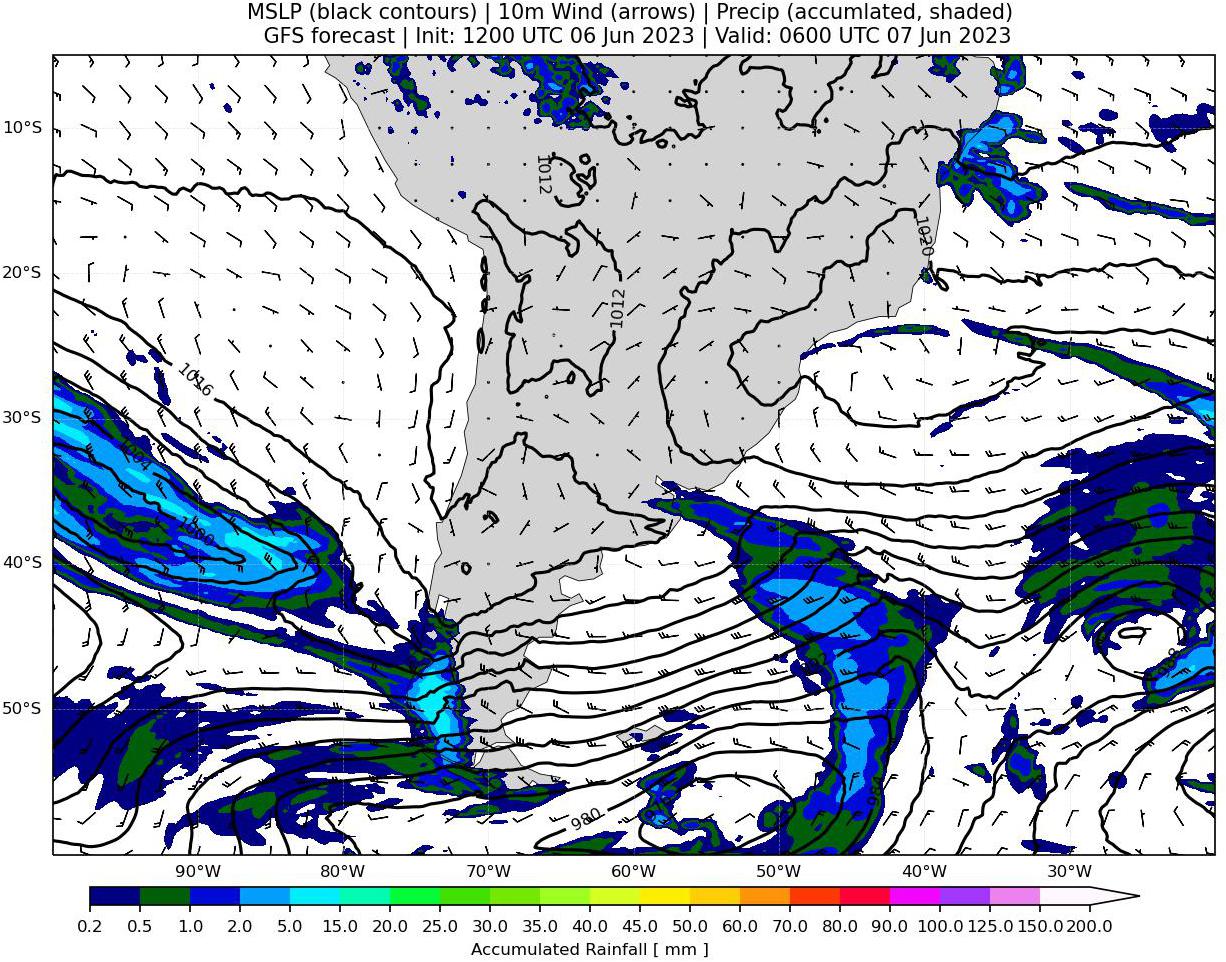 MSLP (black contours) | 10m Wind (arrows) | Precip (accumlated, shaded)
GFS forecast | Init: 1200 UTC 06 Jun 2023 | Valid: 0600 UTC 07 Jun 2023
10°S
1012
1020
20°S
1012
1016
30°S
1004
1000
40°S
50°S
980
984
90°W 80°W 70°W 60°W 50°W 40°W 30°W
0.2 0.5 1.0 2.0 5.0 15.0 20.0 25.0 30.0 35.0 40.0 45.0 50.0 60.0 70.0 80.0 90.0 100.0 125.0 150.0 200.0
Accumulated Rainfall [ mm ]